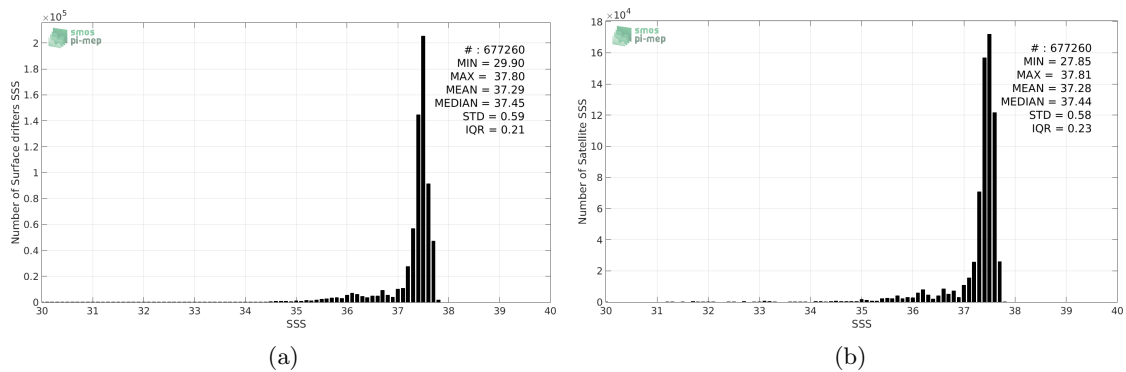 ×10⁵
smos
pi-mep
# : 677260
MIN = 29.90
MAX = 37.80
MEAN = 37.29
MEDIAN = 37.45
STD = 0.59
IQR = 0.21
Number of Surface drifters SSS
2
1.8
1.6
1.4
1.2
1
0.8
0.6
0.4
0.2
0
30 31 32 33 34 35 36 37 38 39 40
SSS
(a)
×10⁴
smos
pi-mep
# : 677260
MIN = 27.85
MAX = 37.81
MEAN = 37.28
MEDIAN = 37.44
STD = 0.58
IQR = 0.23
Number of Satellite SSS
18
16
14
12
10
8
6
4
2
0
30 31 32 33 34 35 36 37 38 39 40
SSS
(b)